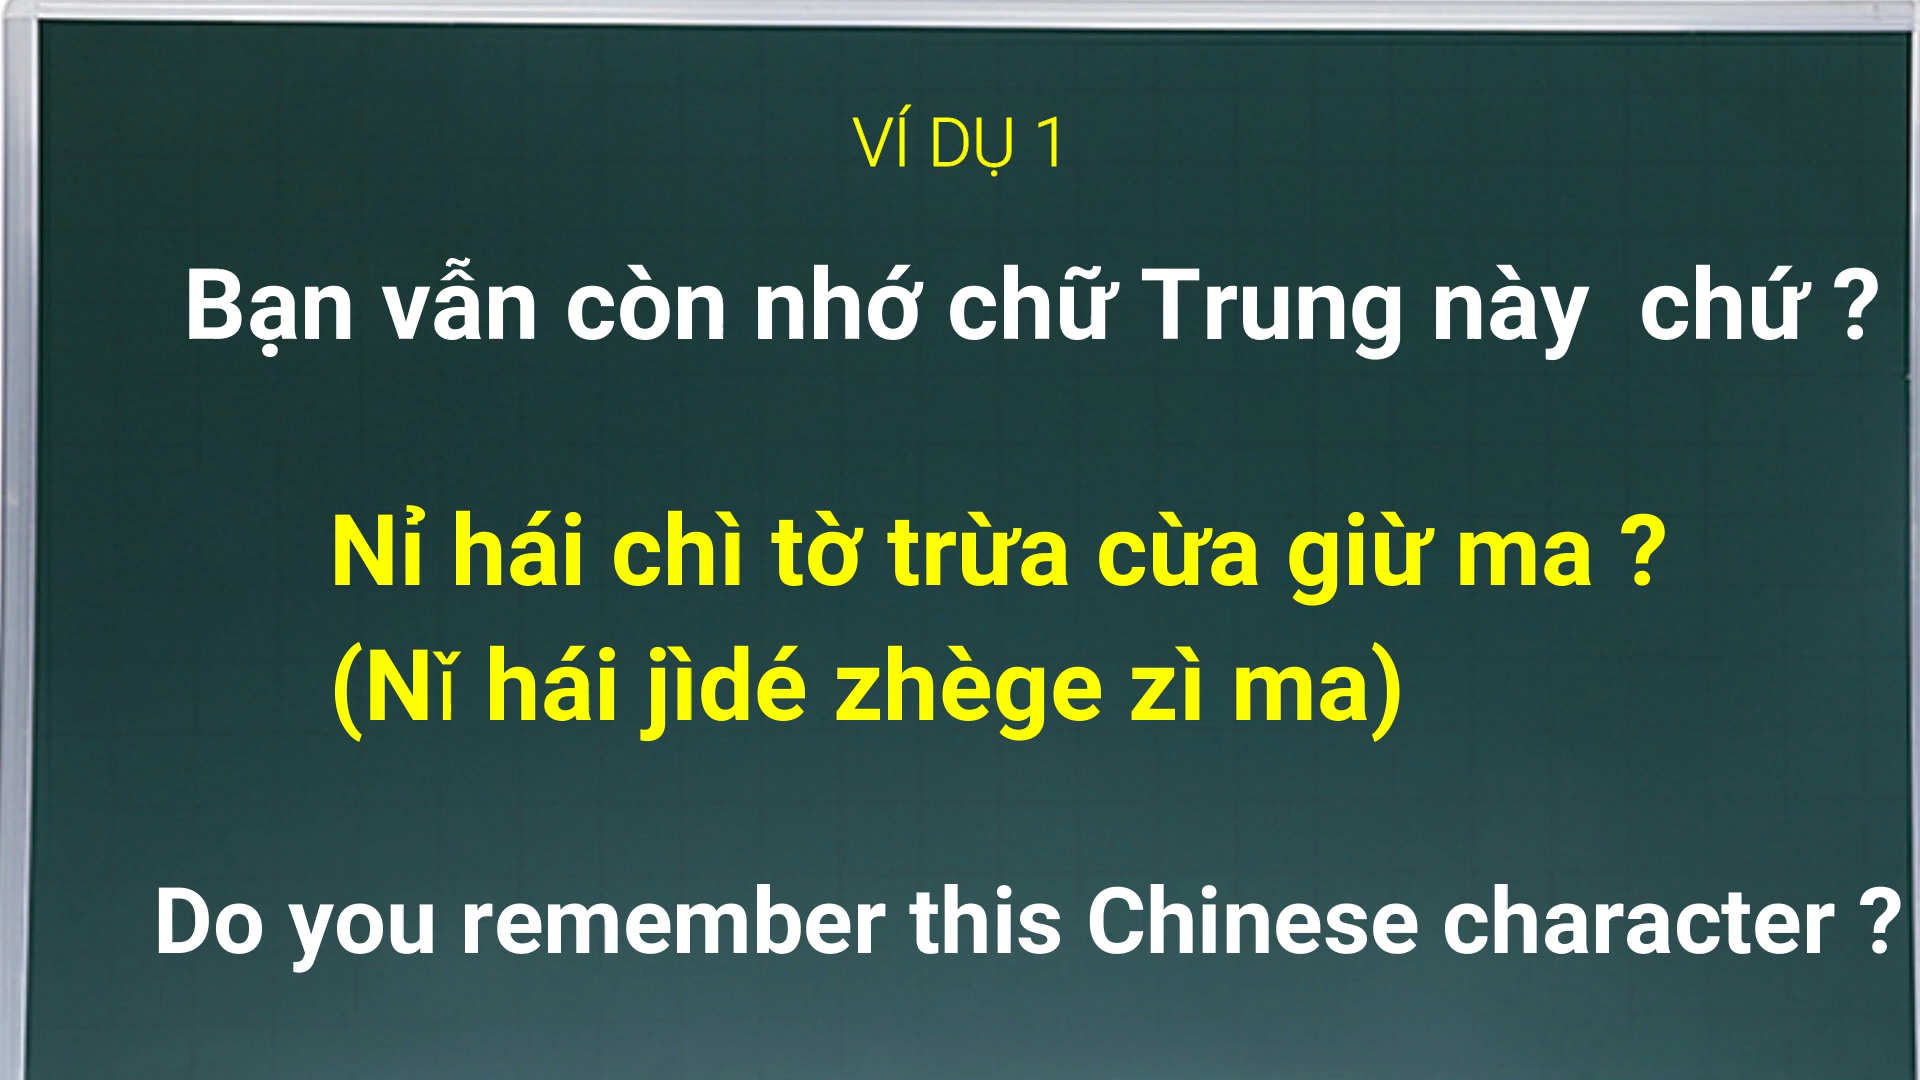 VÍ DỤ 1
Bạn vẫn còn nhớ chữ Trung này chứ ?
Nỉ hái chì tờ trừa cừa giừ ma ?
(Nǐ hái jìdé zhège zì ma)
Do you remember this Chinese character ?